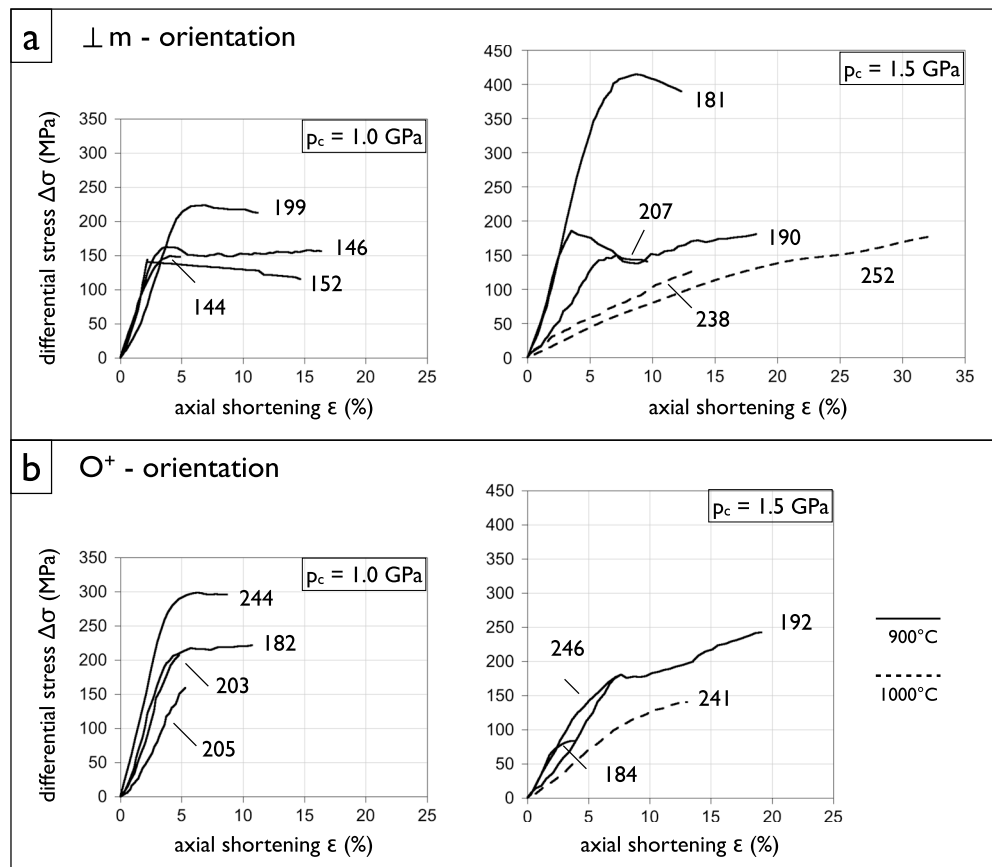 a ⊥ m - orientation
differential stress Δσ (MPa)
350
300
250
200
150
100
50
0
0 5 10 15 20 25
axial shortening ε (%)
pc = 1.0 GPa
199
146
152
144
450
400
350
300
250
200
150
100
50
0
0 5 10 15 20 25 30 35
axial shortening ε (%)
pc = 1.5 GPa
181
207
190
252
238
b O+ - orientation
differential stress Δσ (MPa)
350
300
250
200
150
100
50
0
0 5 10 15 20 25
axial shortening ε (%)
pc = 1.0 GPa
244
182
203
205
450
400
350
300
250
200
150
100
50
0
0 5 10 15 20 25
axial shortening ε (%)
pc = 1.5 GPa
192
246
241
184
900°C
1000°C